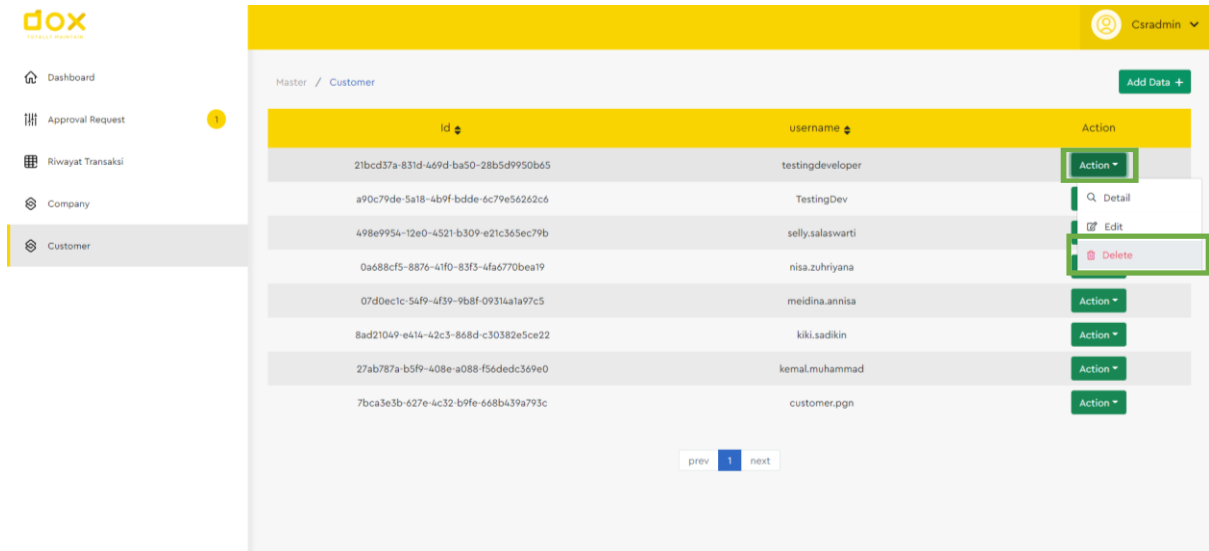 dox
TOTALLY MAINTAIN
Csradmin
Dashboard
Approval Request 1
Riwayat Transaksi
Company
Customer
Master / Customer
Add Data +
Id username Action
21bcd37a-831d-469d-ba50-28b5d9950b65 testingdeveloper Action
a90c79de-5a18-4b9f-bdde-6c79e56262c6 TestingDev
498e9954-12e0-4521-b309-e21c365ec79b selly.salaswarti
0a688cf5-8876-41f0-83f3-4fa6770bea19 nisa.zuhriyana
07d0ec1c-54f9-4f39-9b8f-09314a1a97c5 meidina.annisa Action
8ad21049-e414-42c3-868d-c30382e5ce22 kiki.sadikin Action
27ab787a-b5f9-408e-a088-f56dedc369e0 kemal.muhammad Action
7bca3e3b-627e-4c32-b9fe-668b439a793c customer.pgn Action
Detail
Edit
Delete
prev 1 next